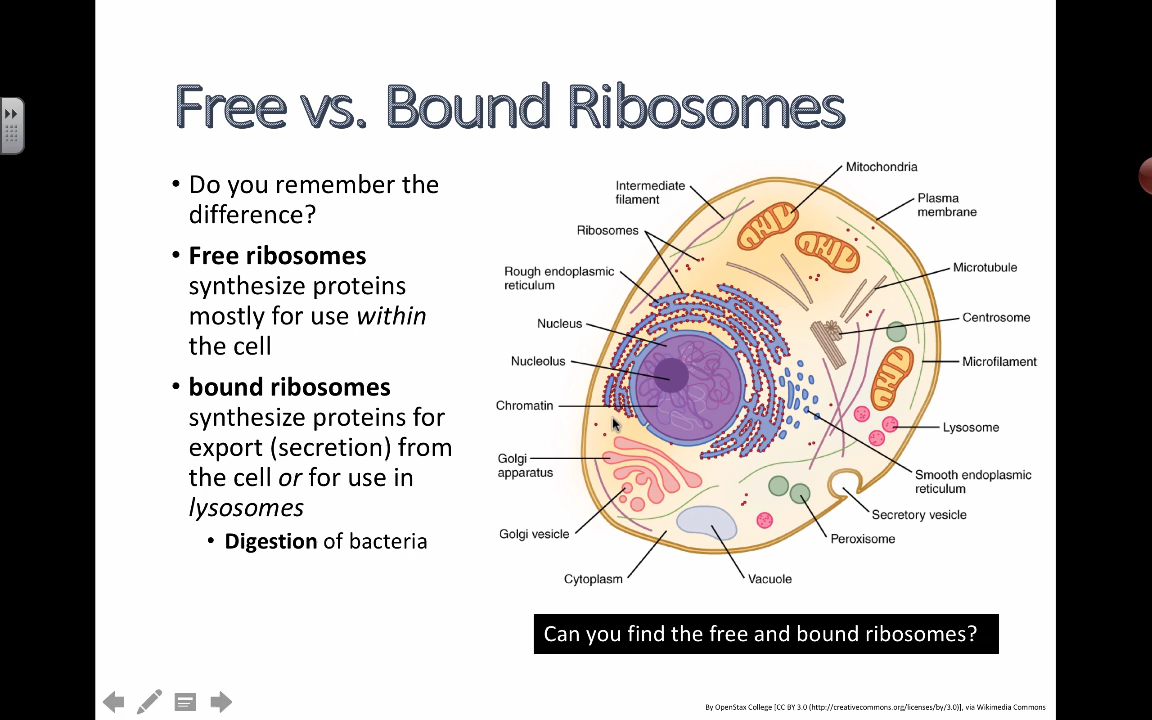 Free vs. Bound Ribosomes
• Do you remember the
difference?
• Free ribosomes
synthesize proteins
mostly for use within
the cell
• bound ribosomes
synthesize proteins for
export (secretion) from
the cell or for use in
lysosomes
• Digestion of bacteria
Mitochondria
Intermediate
filament
Plasma
membrane
Ribosomes
Rough endoplasmic
reticulum
Microtubule
Nucleus
Centrosome
Nucleolus
Microfilament
Chromatin
Lysosome
Golgi
apparatus
Smooth endoplasmic
reticulum
Secretory vesicle
Golgi vesicle
Peroxisome
Cytoplasm
Vacuole
Can you find the free and bound ribosomes?
By OpenStax College [CC BY 3.0 (http://creativecommons.org/licenses/by/3.0)], via Wikimedia Commons